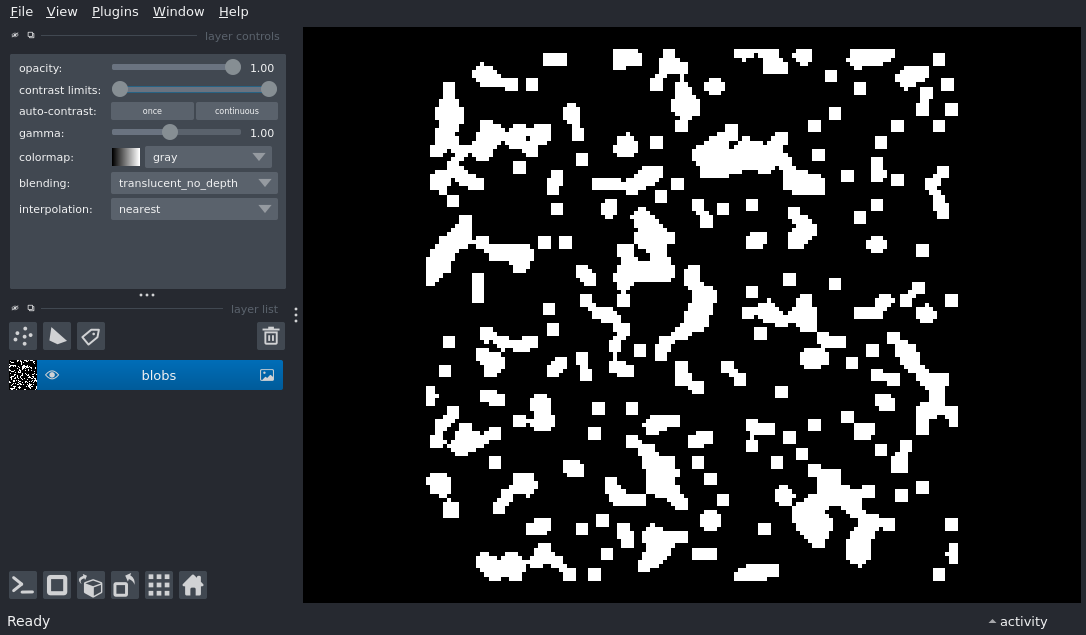 File View Plugins Window Help
layer controls
opacity: 1.00
contrast limits:
auto-contrast: once continuous
gamma: 1.00
colormap: gray
blending: translucent_no_depth
interpolation: nearest
layer list
blobs
Ready
activity